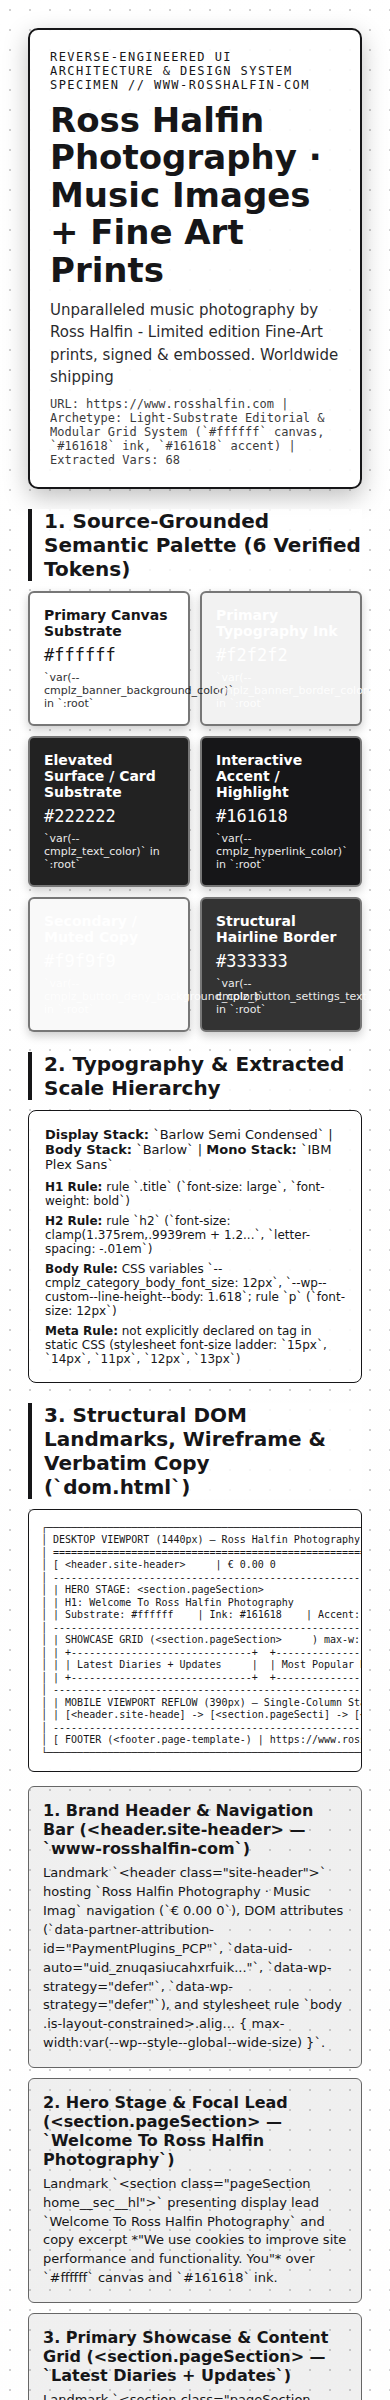 REVERSE-ENGINEERED UI
ARCHITECTURE & DESIGN SYSTEM
SPECIMEN // WWW-ROSSHALFIN-COM
Ross Halfin
Photography ·
Music Images
+ Fine Art
Prints
Unparalleled music photography by
Ross Halfin - Limited edition Fine-Art
prints, signed & embossed. Worldwide
shipping
URL: https://www.rosshalfin.com |
Archetype: Light-Substrate Editorial &
Modular Grid System (`#ffffff` canvas,
`#161618` ink, `#161618` accent) |
Extracted Vars: 68
1. Source-Grounded
Semantic Palette (6 Verified
Tokens)
Primary Canvas
Substrate
#ffffff
`var(--
cmplz_banner_background_color)`
in `:root`
Primary
Typography Ink
#f2f2f2
in `:root`
Elevated
Surface / Card
Substrate
#222222
`var(--
cmplz_text_color)` in
`:root`
Interactive
Accent /
Highlight
#161618
`var(--
cmplz_hyperlink_color)`
in `:root`
Secondary /
Muted Copy
#f9f9f9
Structural
Hairline Border
#333333
`var(--
in `:root`
2. Typography & Extracted
Scale Hierarchy
Display Stack: `Barlow Semi Condensed` |
Body Stack: `Barlow` | Mono Stack: `IBM
Plex Sans`
H1 Rule: rule `.title` (`font-size: large`, `font-
weight: bold`)
H2 Rule: rule `h2` (`font-size:
clamp(1.375rem,.9939rem + 1.2...`, `letter-
spacing: -.01em`)
Body Rule: CSS variables `--
cmplz_category_body_font_size: 12px`, `--wp--
custom--line-height--body: 1.618`; rule `p` (`font-
size: 12px`)
Meta Rule: not explicitly declared on tag in
static CSS (stylesheet font-size ladder: `15px`,
`14px`, `11px`, `12px`, `13px`)
3. Structural DOM
Landmarks, Wireframe &
Verbatim Copy
(`dom.html`)
DESKTOP VIEWPORT (1440px) — Ross Halfin Photography
[ <header.site-header> | € 0.00 0
| HERO STAGE: <section.pageSection>
| H1: Welcome To Ross Halfin Photography
| Substrate: #ffffff | Ink: #161618 | Accent:
| SHOWCASE GRID (<section.pageSection> ) max-w:
| | Latest Diaries + Updates | | Most Popular
| MOBILE VIEWPORT REFLOW (390px) — Single-Column St
| [<header.site-heade] -> [<section.pageSecti] -> [
[ FOOTER (<footer.page-template-) | https://www.ros
1. Brand Header & Navigation
Bar (<header.site-header> —
`www-rosshalfin-com`)
Landmark `<header class="site-header">`
hosting `Ross Halfin Photography · Music
Imag` navigation (`€ 0.00 0`), DOM attributes
(`data-partner-attribution-
id="PaymentPlugins_PCP"`, `data-uid-
auto="uid_znuqasiucahxrfuik..."`, `data-wp-
strategy="defer"`, `data-wp-
strategy="defer"`), and stylesheet rule `body
.is-layout-constrained>.alig... { max-
width:var(--wp--style--global--wide-size) }`.
2. Hero Stage & Focal Lead
(<section.pageSection> —
`Welcome To Ross Halfin
Photography`)
Landmark `<section class="pageSection
home__sec__hl">` presenting display lead
`Welcome To Ross Halfin Photography` and
copy excerpt *"We use cookies to improve site
performance and functionality. You"* over
`#ffffff` canvas and `#161618` ink.
3. Primary Showcase & Content
Grid (<section.pageSection> —
`Latest Diaries + Updates`)
Landmark `<section class="pageSection